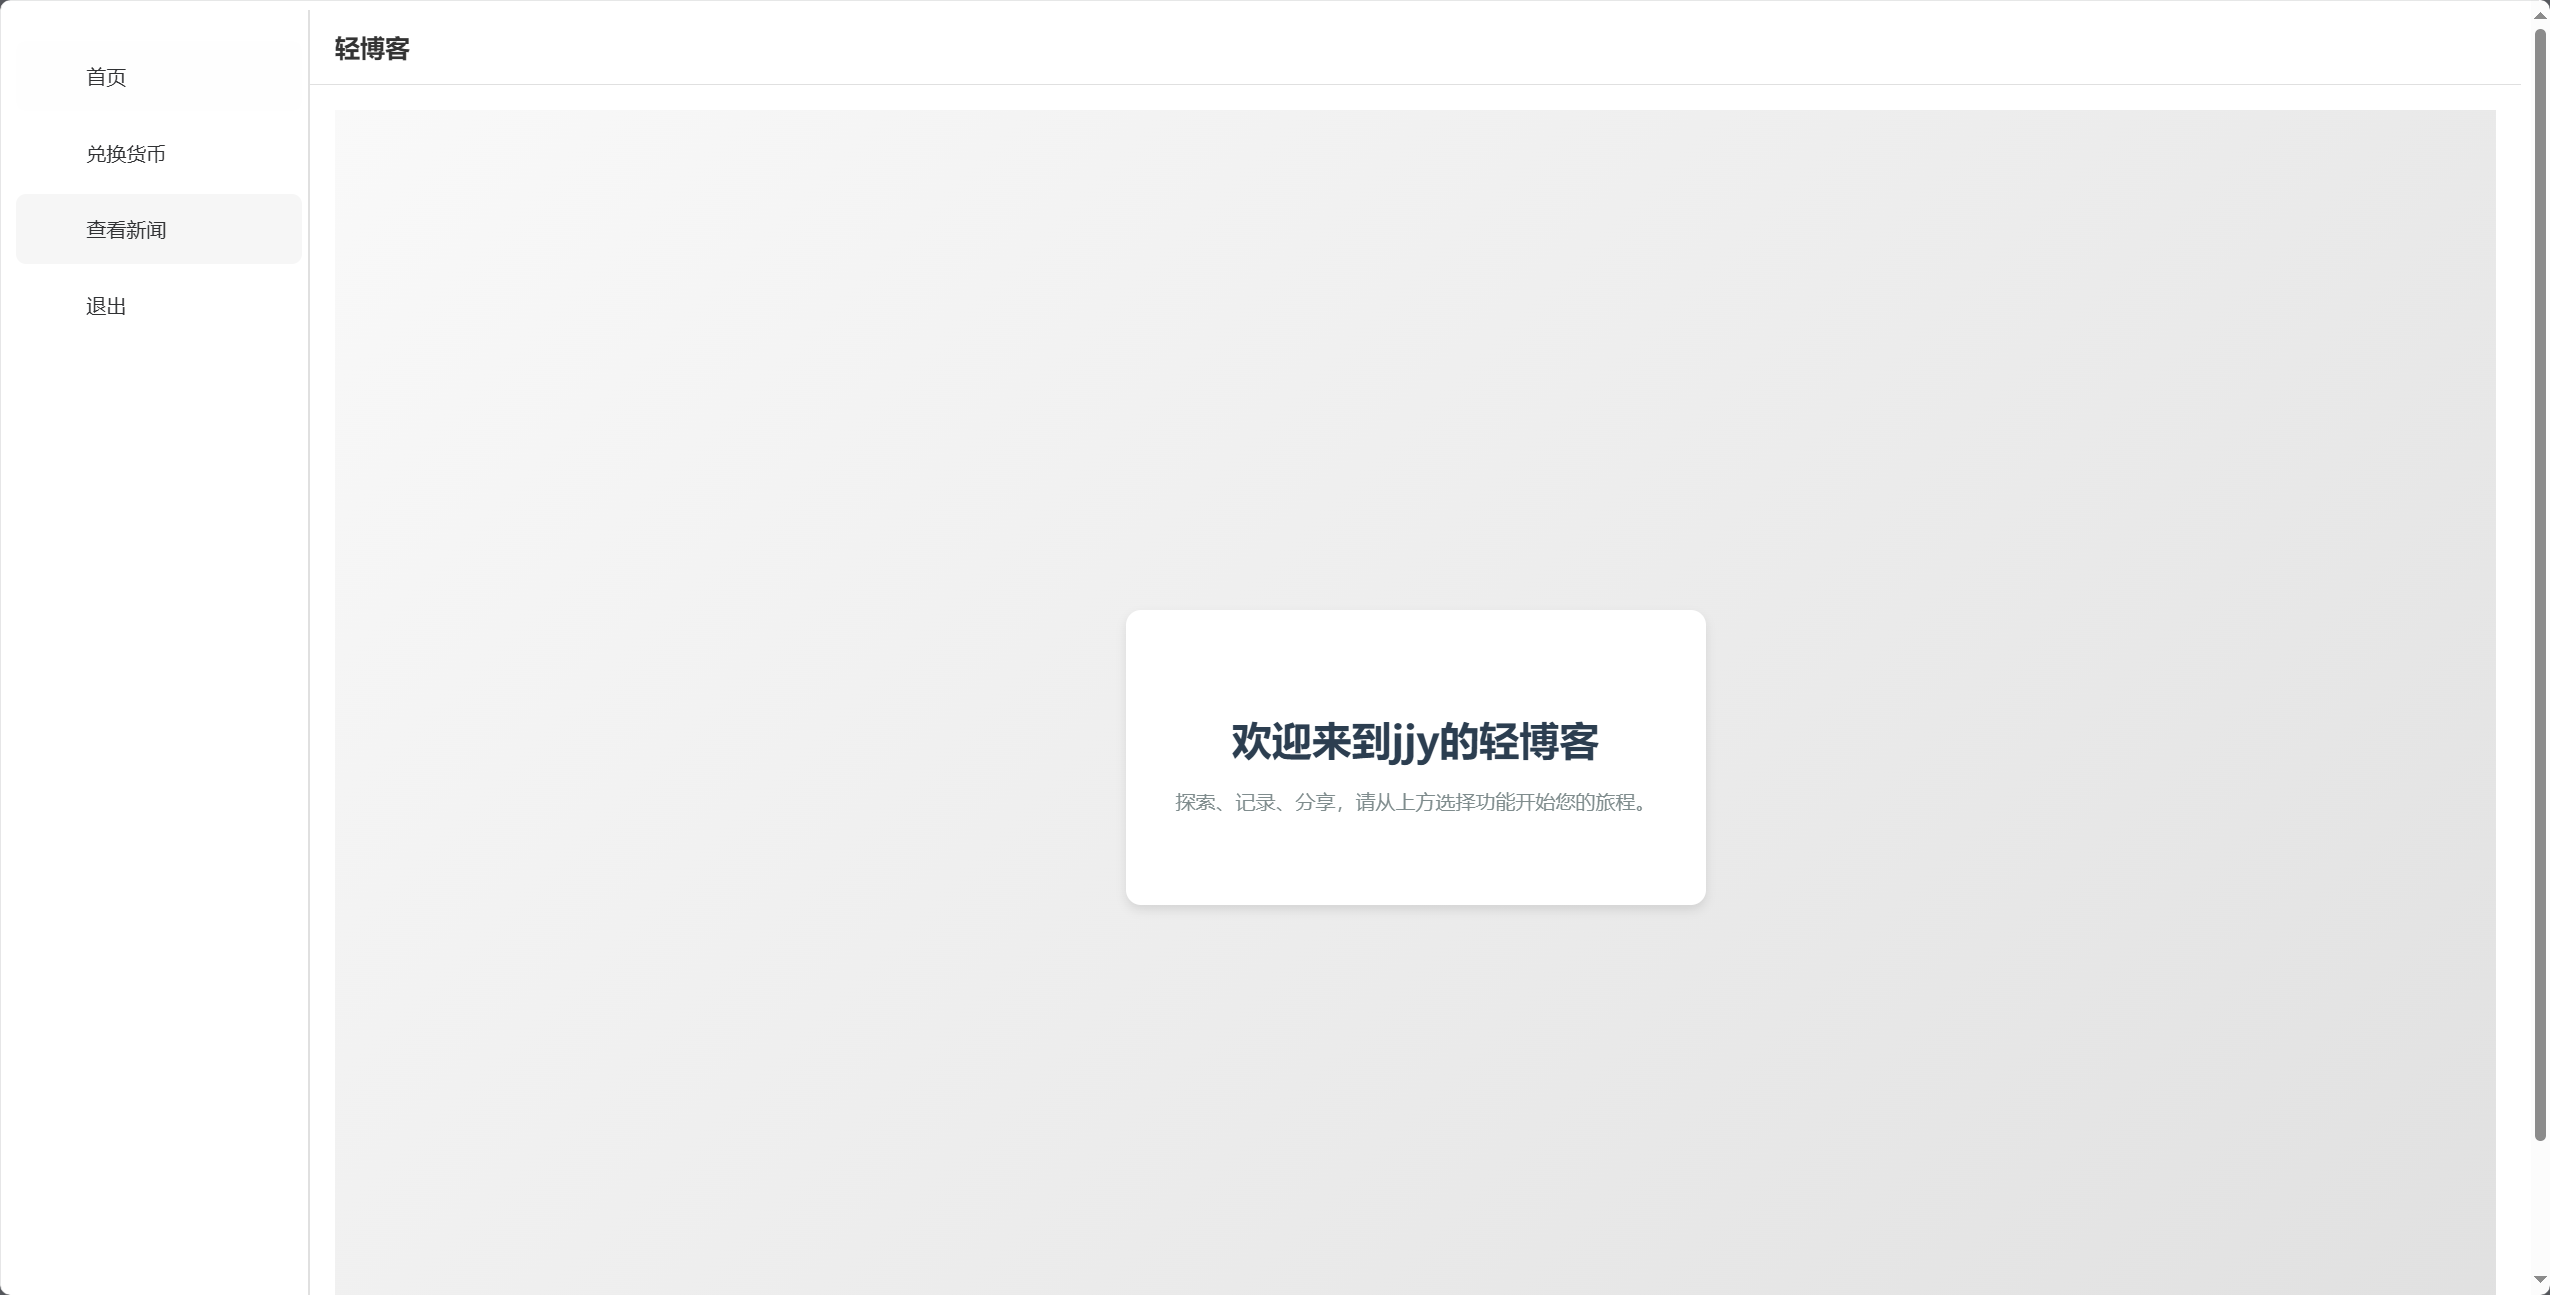 首页
兑换货币
查看新闻
退出
轻博客
欢迎来到jjy的轻博客
探索、记录、分享，请从上方选择功能开始您的旅程。